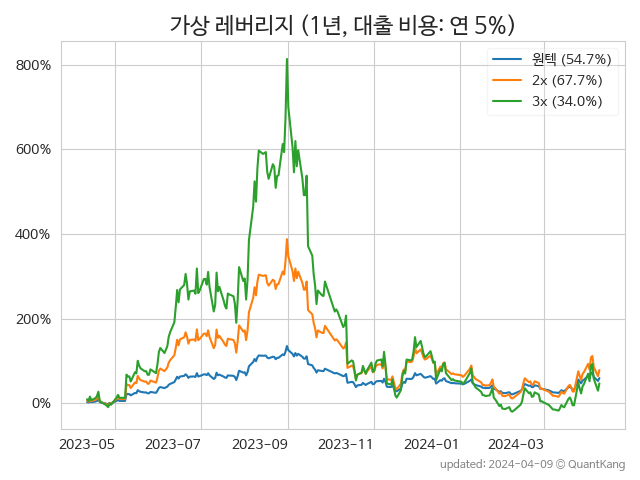 가상 레버리지 (1년, 대출 비용: 연 5%)
원텍 (54.7%)
2x (67.7%)
3x (34.0%)
800%
600%
400%
200%
0%
2023-05 2023-07 2023-09 2023-11 2024-01 2024-03
updated: 2024-04-09 © QuantKang